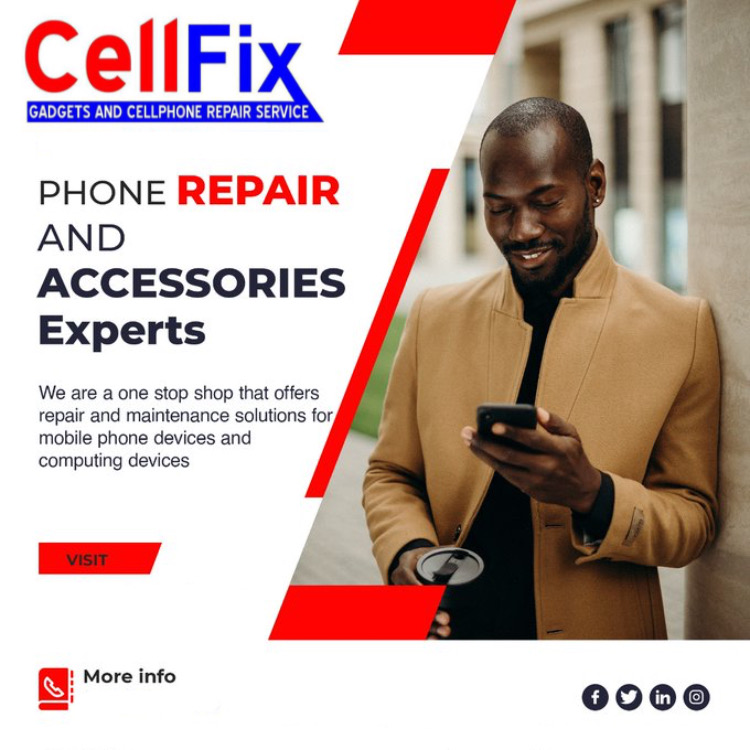 CellFix
GADGETS AND CELLPHONE REPAIR SERVICE
PHONE REPAIR
AND
ACCESSORIES
Experts
We are a one stop shop that offers
repair and maintenance solutions for
mobile phone devices and
computing devices
VISIT
More info